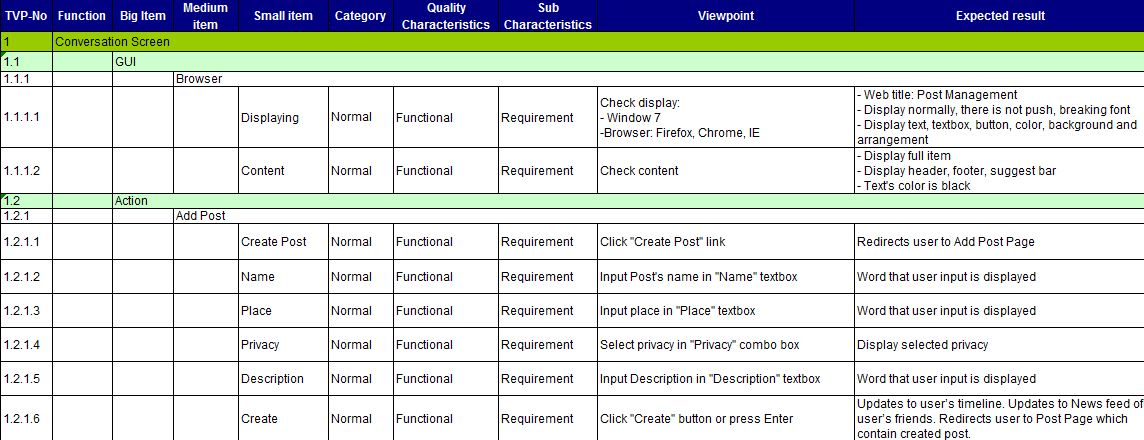 TVP-No Function Big Item Medium item Small item Category Quality Characteristics Sub Characteristics Viewpoint Expected result
1 Conversation Screen
1.1 GUI
1.1.1 Browser
1.1.1.1 Displaying Normal Functional Requirement Check display:
- Window 7
-Browser: Firefox, Chrome, IE
- Web title: Post Management
- Display normally, there is not push, breaking font
- Display text, textbox, button, color, background and
arrangement
1.1.1.2 Content Normal Functional Requirement Check content
- Display full item
- Display header, footer, suggest bar
- Text's color is black
1.2 Action
1.2.1 Add Post
1.2.1.1 Create Post Normal Functional Requirement Click "Create Post" link Redirects user to Add Post Page
1.2.1.2 Name Normal Functional Requirement Input Post's name in "Name" textbox Word that user input is displayed
1.2.1.3 Place Normal Functional Requirement Input place in "Place" textbox Word that user input is displayed
1.2.1.4 Privacy Normal Functional Requirement Select privacy in "Privacy" combo box Display selected privacy
1.2.1.5 Description Normal Functional Requirement Input Description in "Description" textbox Word that user input is displayed
1.2.1.6 Create Normal Functional Requirement Click "Create" button or press Enter
Updates to user's timeline. Updates to News feed of
user's friends. Redirects user to Post Page which
contain created post.